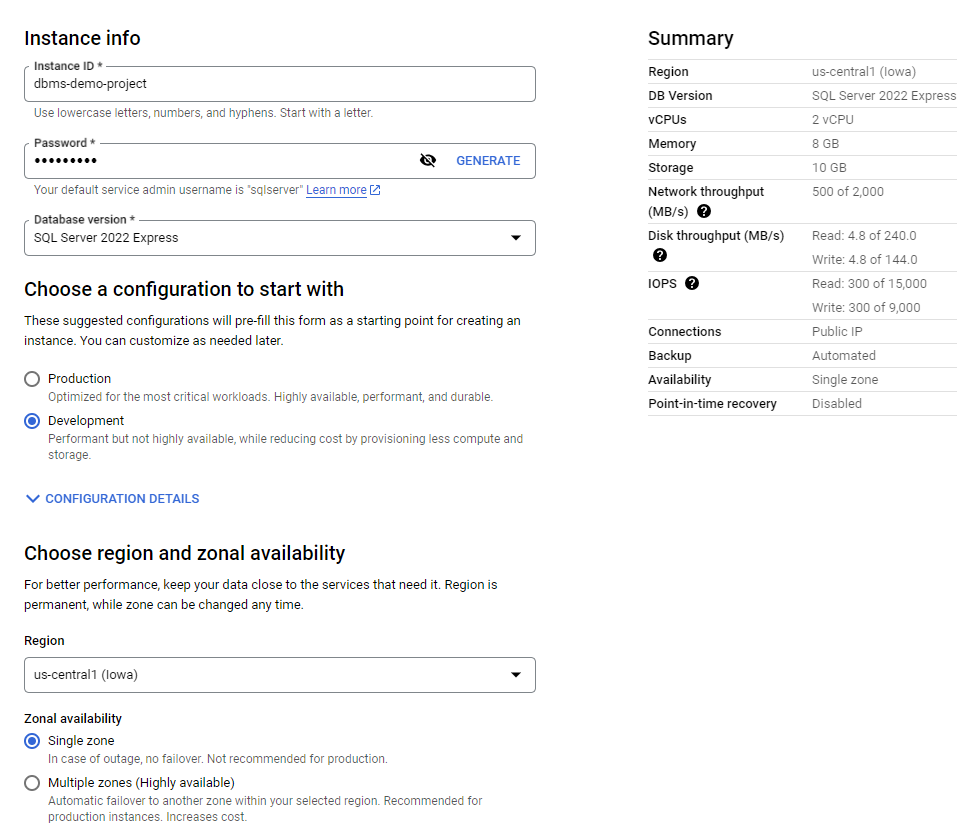 Instance info
Instance ID *
dbms-demo-project
Use lowercase letters, numbers, and hyphens. Start with a letter.
Password *
•••••••••
GENERATE
Your default service admin username is "sqlserver" Learn more
Database version *
SQL Server 2022 Express
Choose a configuration to start with
These suggested configurations will pre-fill this form as a starting point for creating an
instance. You can customize as needed later.
Production
Optimized for the most critical workloads. Highly available, performant, and durable.
Development
Performant but not highly available, while reducing cost by provisioning less compute and
storage.
CONFIGURATION DETAILS
Choose region and zonal availability
For better performance, keep your data close to the services that need it. Region is
permanent, while zone can be changed any time.
Region
us-central1 (Iowa)
Zonal availability
Single zone
In case of outage, no failover. Not recommended for production.
Multiple zones (Highly available)
Automatic failover to another zone within your selected region. Recommended for
production instances. Increases cost.
Summary
Region us-central1 (Iowa)
DB Version SQL Server 2022 Express
vCPUs 2 vCPU
Memory 8 GB
Storage 10 GB
Network throughput 500 of 2,000
(MB/s) ?
Disk throughput (MB/s) Read: 4.8 of 240.0
? Write: 4.8 of 144.0
IOPS ? Read: 300 of 15,000
Write: 300 of 9,000
Connections Public IP
Backup Automated
Availability Single zone
Point-in-time recovery Disabled